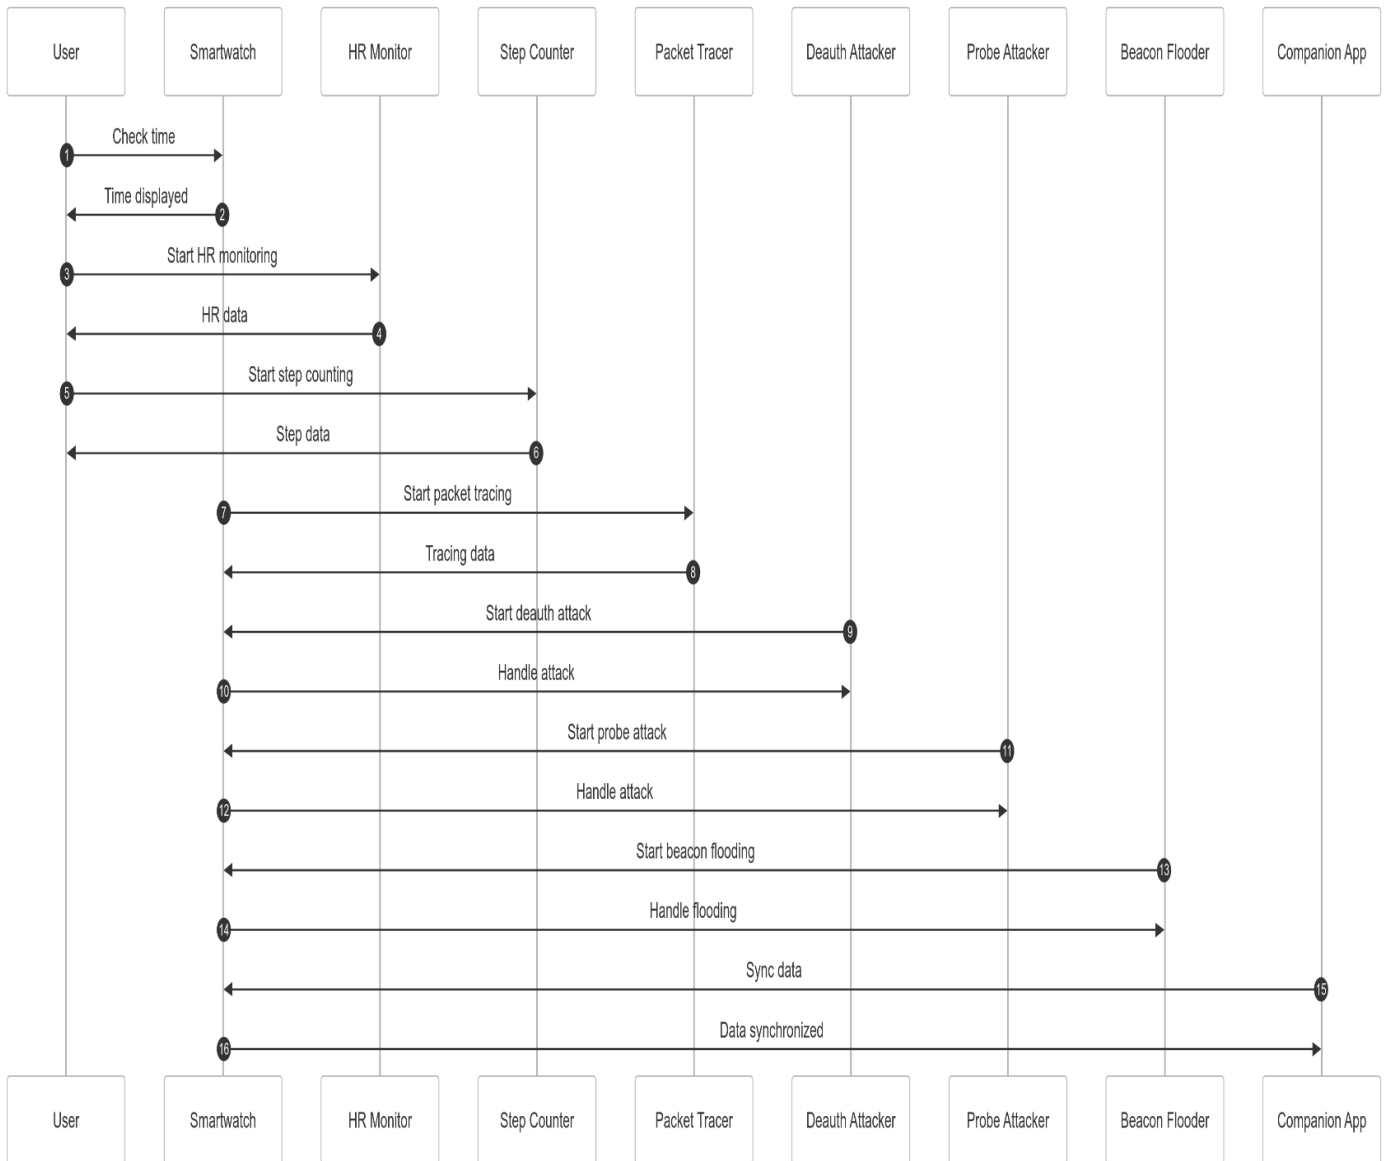 User
Smartwatch
HR Monitor
Step Counter
Packet Tracer
Deauth Attacker
Probe Attacker
Beacon Flooder
Companion App
Check time
1
Time displayed
2
Start HR monitoring
3
HR data
4
Start step counting
5
Step data
6
Start packet tracing
7
Tracing data
8
Start deauth attack
9
Handle attack
10
Start probe attack
11
Handle attack
12
Start beacon flooding
13
Handle flooding
14
Sync data
15
Data synchronized
16
User
Smartwatch
HR Monitor
Step Counter
Packet Tracer
Deauth Attacker
Probe Attacker
Beacon Flooder
Companion App